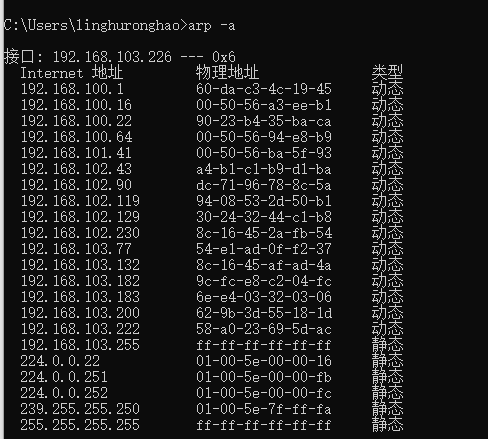 C:\Users\linghuronghao>arp -a
接口: 192.168.103.226 --- 0x6
Internet 地址 物理地址 类型
192.168.100.1 60-da-c3-4c-19-45 动态
192.168.100.16 00-50-56-a3-ee-b1 动态
192.168.100.22 90-23-b4-35-ba-ca 动态
192.168.100.64 00-50-56-94-e8-b9 动态
192.168.101.41 00-50-56-ba-5f-93 动态
192.168.102.43 a4-b1-c1-b9-d1-ba 动态
192.168.102.90 dc-71-96-78-8c-5a 动态
192.168.102.119 94-08-53-2d-50-b1 动态
192.168.102.129 30-24-32-44-c1-b8 动态
192.168.102.230 8c-16-45-2a-fb-54 动态
192.168.103.77 54-e1-ad-0f-f2-37 动态
192.168.103.132 8c-16-45-af-ad-4a 动态
192.168.103.182 9c-fc-e8-c2-04-fc 动态
192.168.103.183 6e-e4-03-32-03-06 动态
192.168.103.200 62-9b-3d-55-18-1d 动态
192.168.103.222 58-a0-23-69-5d-ac 动态
192.168.103.255 ff-ff-ff-ff-ff-ff 静态
224.0.0.22 01-00-5e-00-00-16 静态
224.0.0.251 01-00-5e-00-00-fb 静态
224.0.0.252 01-00-5e-00-00-fc 静态
239.255.255.250 01-00-5e-7f-ff-fa 静态
255.255.255.255 ff-ff-ff-ff-ff-ff 静态